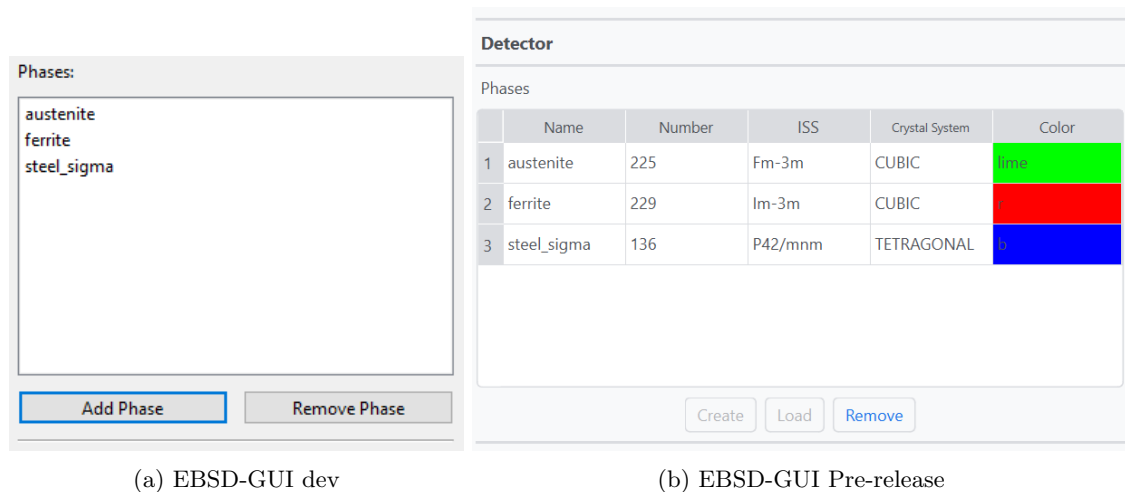 Phases:
austenite
ferrite
steel_sigma
Add Phase Remove Phase
(a) EBSD-GUI dev
Detector
Phases
Name Number ISS Crystal System Color
1 austenite 225 Fm-3m CUBIC lime
2 ferrite 229 Im-3m CUBIC r
3 steel_sigma 136 P42/mnm TETRAGONAL b
Create Load Remove
(b) EBSD-GUI Pre-release